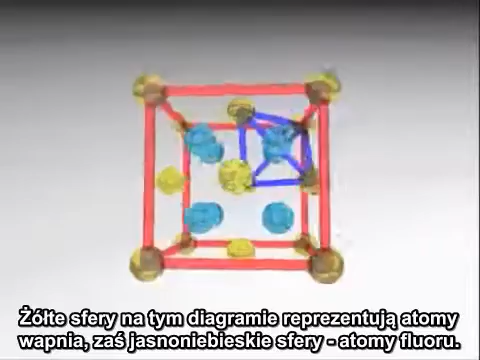 Żółte sfery na tym diagramie reprezentują atomy
wapnia, zaś jasnoniebieskie sfery - atomy fluoru.